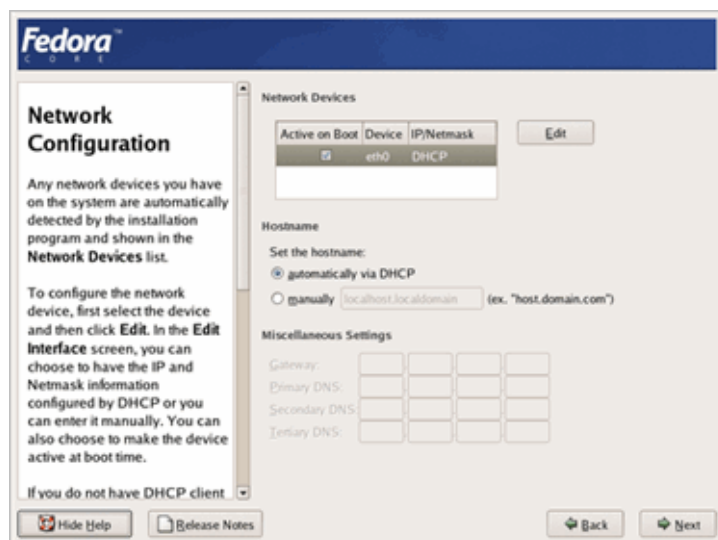 Fedora™
CORE
Network
Configuration
Any network devices you have
on the system are automatically
detected by the installation
program and shown in the
Network Devices list.
To configure the network
device, first select the device
and then click Edit. In the Edit
Interface screen, you can
choose to have the IP and
Netmask information
configured by DHCP or you
can enter it manually. You can
also choose to make the device
active at boot time.
If you do not have DHCP client
Network Devices
Active on Boot Device IP/Netmask
eth0 DHCP
Edit
Hostname
Set the hostname:
automatically via DHCP
manually localhost.localdomain (ex. "host.domain.com")
Miscellaneous Settings
Gateway:
Primary DNS:
Secondary DNS:
Tertiary DNS:
Hide Help
Release Notes
Back
Next